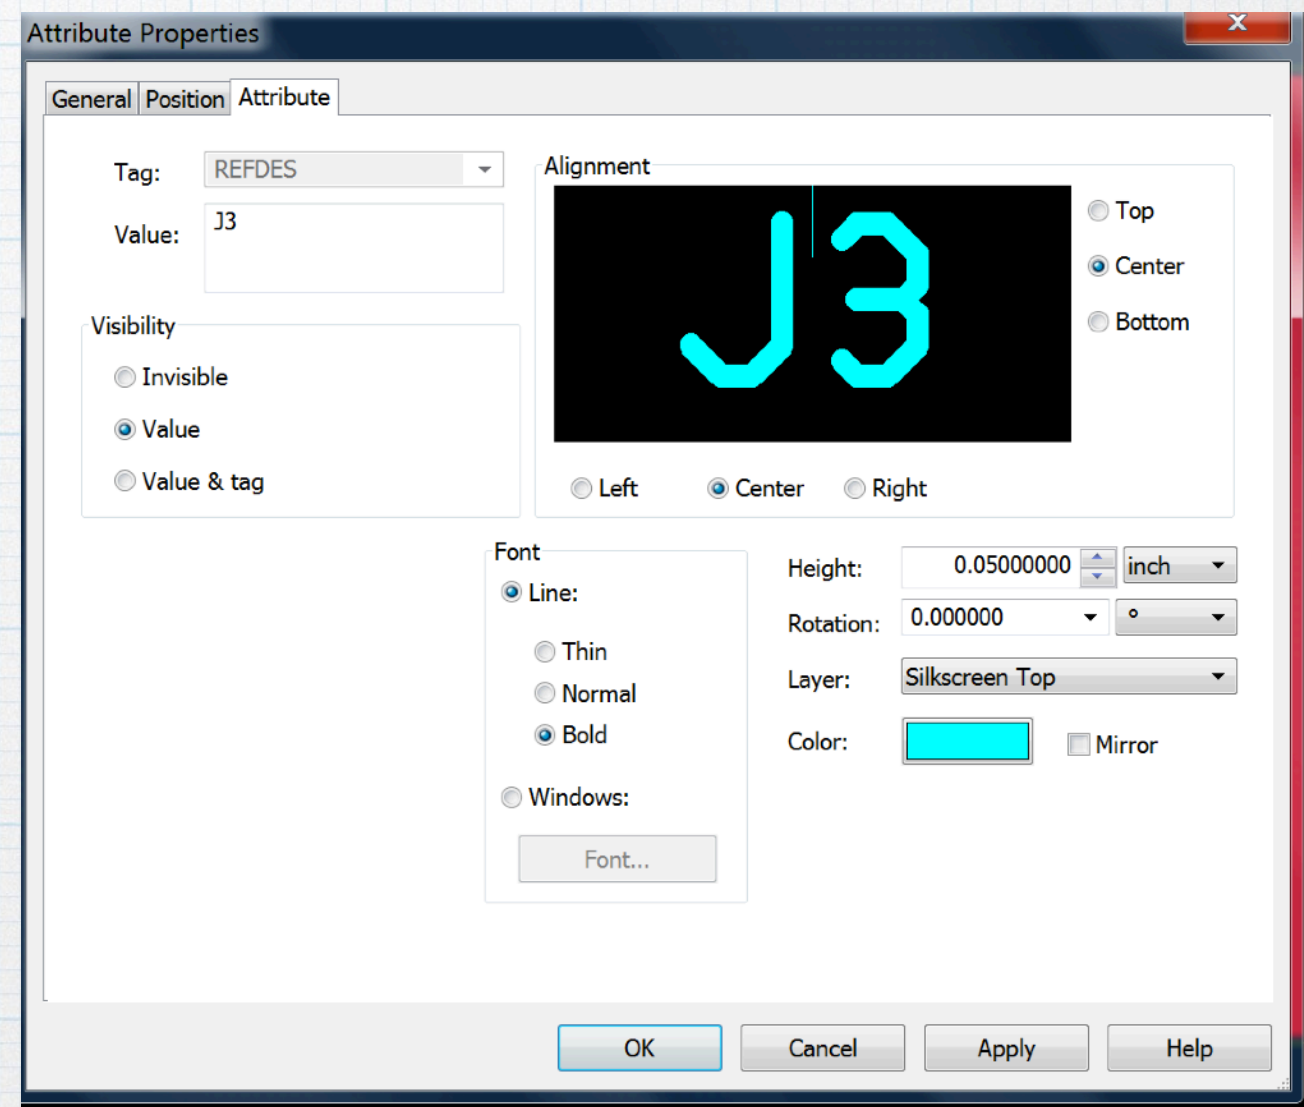 Attribute Properties
X
General Position Attribute
Tag: REFDES
Value: J3
Visibility
Invisible
Value
Value & tag
Alignment
J3
Top
Center
Bottom
Left Center Right
Font
Line:
Thin
Normal
Bold
Windows:
Font...
Height: 0.05000000 inch
Rotation: 0.000000 °
Layer: Silkscreen Top
Color: Mirror
OK Cancel Apply Help